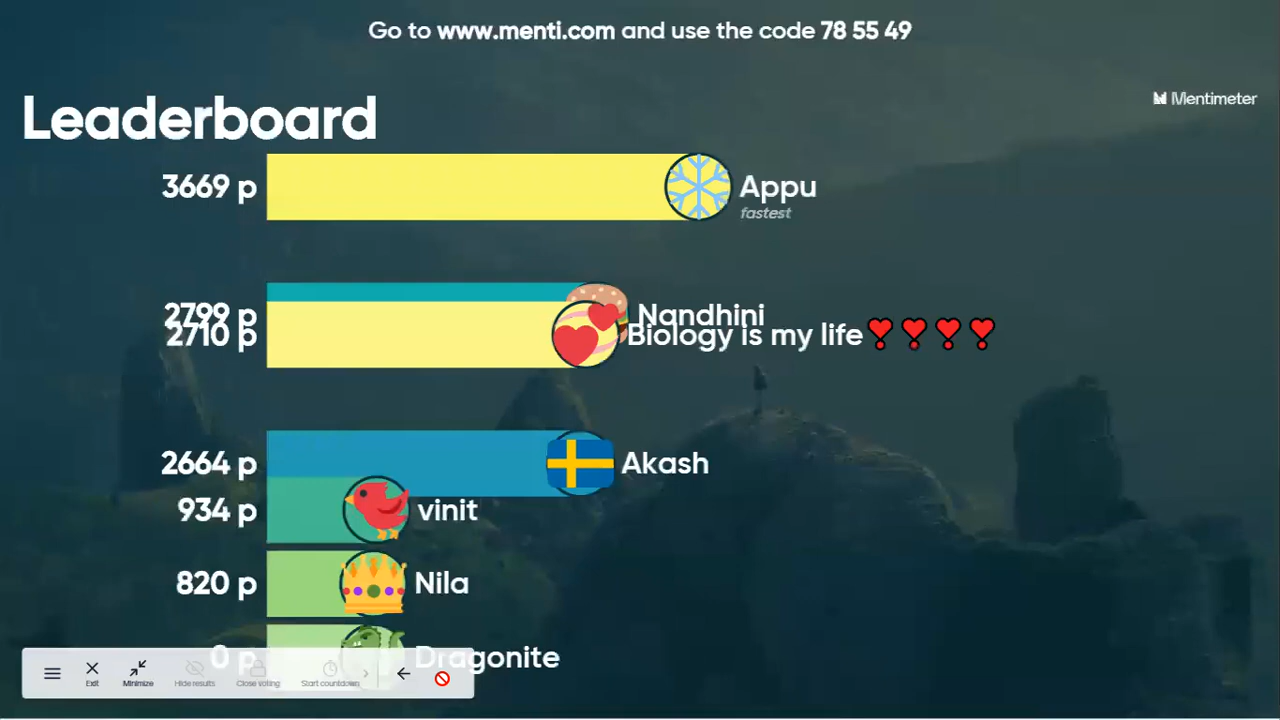 Go to www.menti.com and use the code 78 55 49
Mentimeter
Leaderboard
3669 p Appu
fastest
2799 p Nandhini
2710 p Biology is my life❣❣❣❣
2664 p Akash
934 p vinit
820 p Nila
0 p Dragonite
Exit Minimize Hide results Close voting Start countdown